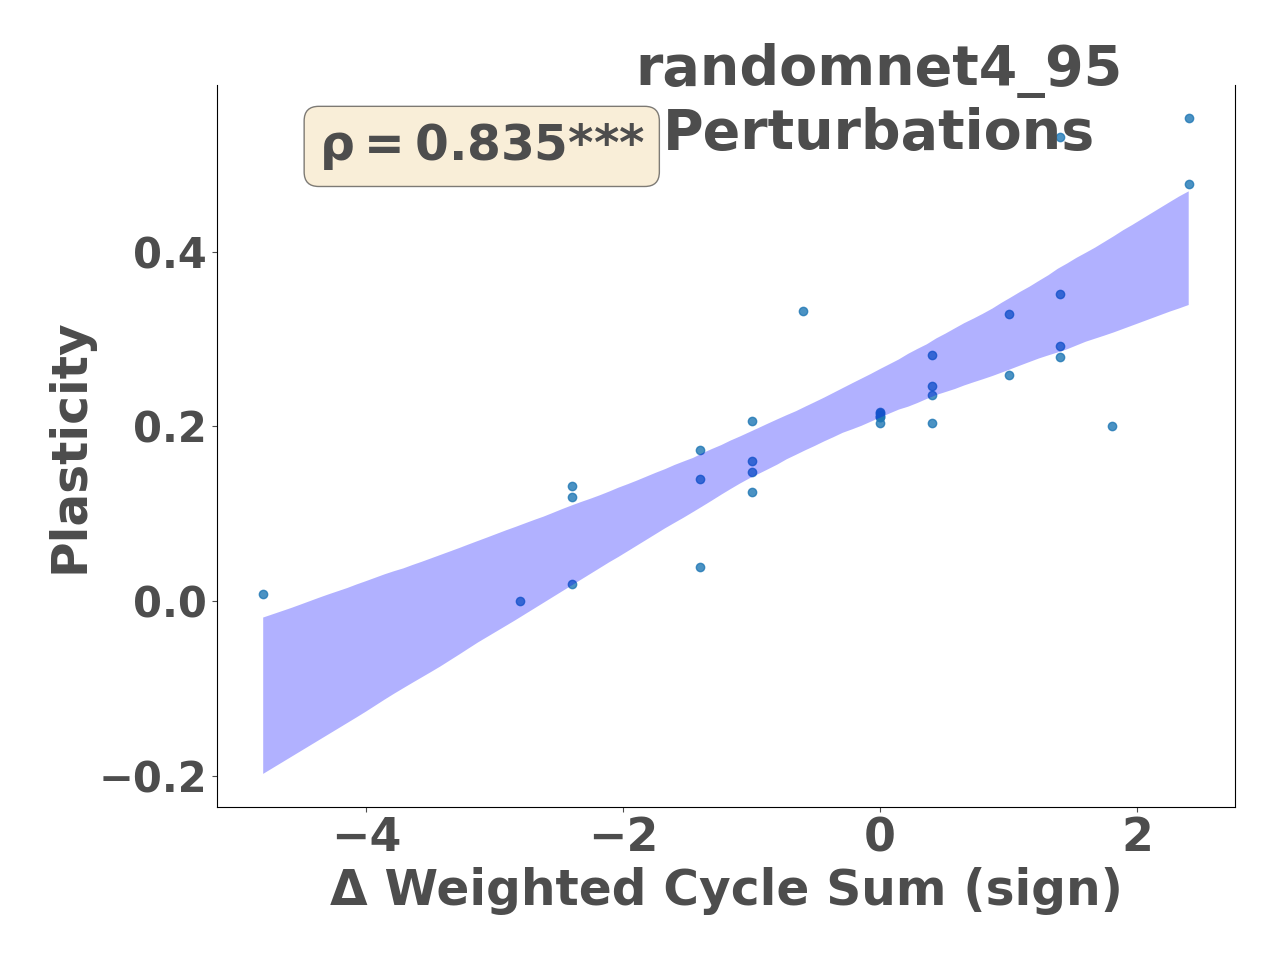 randomnet4_95
Perturbations
ρ = 0.835***
Plasticity
0.4
0.2
0.0
−0.2
−4
−2
0
2
Δ Weighted Cycle Sum (sign)